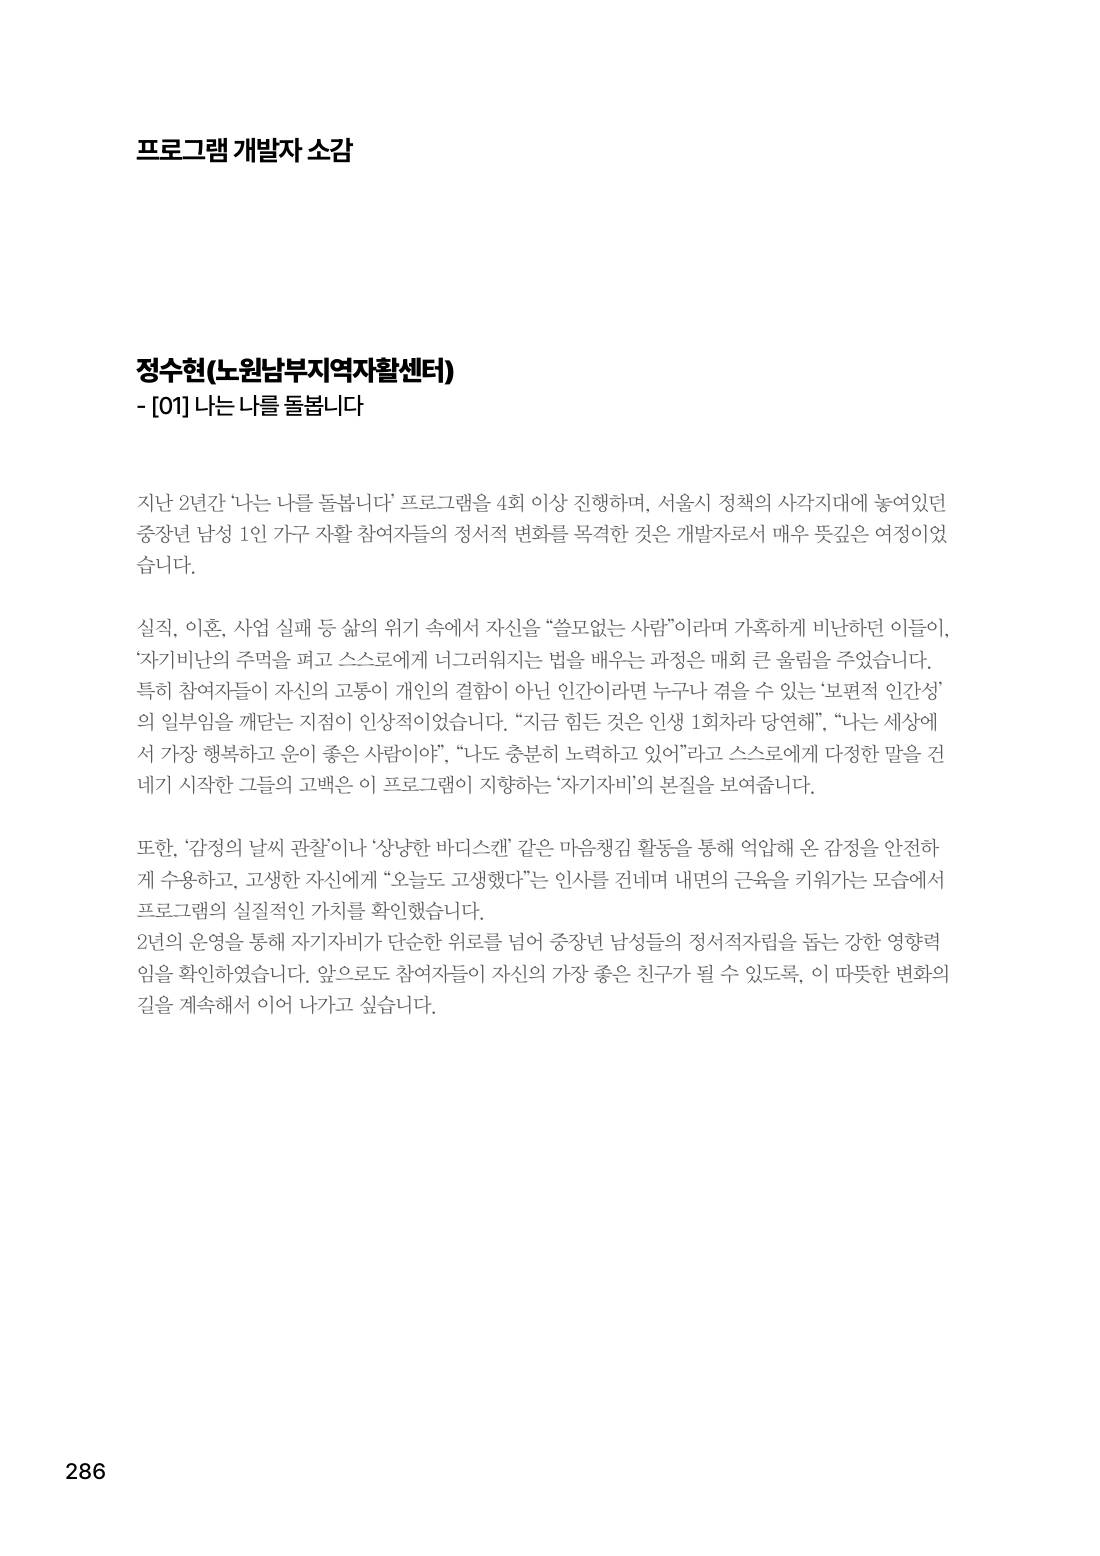 프로그램 개발자 소감
정수현(노원남부지역자활센터)
- [01] 나는 나를 돌봅니다
지난 2년간 ‘나는 나를 돌봅니다’ 프로그램을 4회 이상 진행하며, 서울시 정책의 사각지대에 놓여있던
중장년 남성 1인 가구 자활 참여자들의 정서적 변화를 목격한 것은 개발자로서 매우 뜻깊은 여정이었
습니다.
실직, 이혼, 사업 실패 등 삶의 위기 속에서 자신을 “쓸모없는 사람”이라며 가혹하게 비난하던 이들이,
‘자기비난의 주먹을 펴고 스스로에게 너그러워지는 법을 배우는 과정은 매회 큰 울림을 주었습니다.
특히 참여자들이 자신의 고통이 개인의 결함이 아닌 인간이라면 누구나 겪을 수 있는 ‘보편적 인간성’
의 일부임을 깨닫는 지점이 인상적이었습니다. “지금 힘든 것은 인생 1회차라 당연해”, “나는 세상에
서 가장 행복하고 운이 좋은 사람이야”, “나도 충분히 노력하고 있어”라고 스스로에게 다정한 말을 건
네기 시작한 그들의 고백은 이 프로그램이 지향하는 ‘자기자비’의 본질을 보여줍니다.
또한, ‘감정의 날씨 관찰’이나 ‘상냥한 바디스캔’ 같은 마음챙김 활동을 통해 억압해 온 감정을 안전하
게 수용하고, 고생한 자신에게 “오늘도 고생했다”는 인사를 건네며 내면의 근육을 키워가는 모습에서
프로그램의 실질적인 가치를 확인했습니다.
2년의 운영을 통해 자기자비가 단순한 위로를 넘어 중장년 남성들의 정서적자립을 돕는 강한 영향력
임을 확인하였습니다. 앞으로도 참여자들이 자신의 가장 좋은 친구가 될 수 있도록, 이 따뜻한 변화의
길을 계속해서 이어 나가고 싶습니다.
286